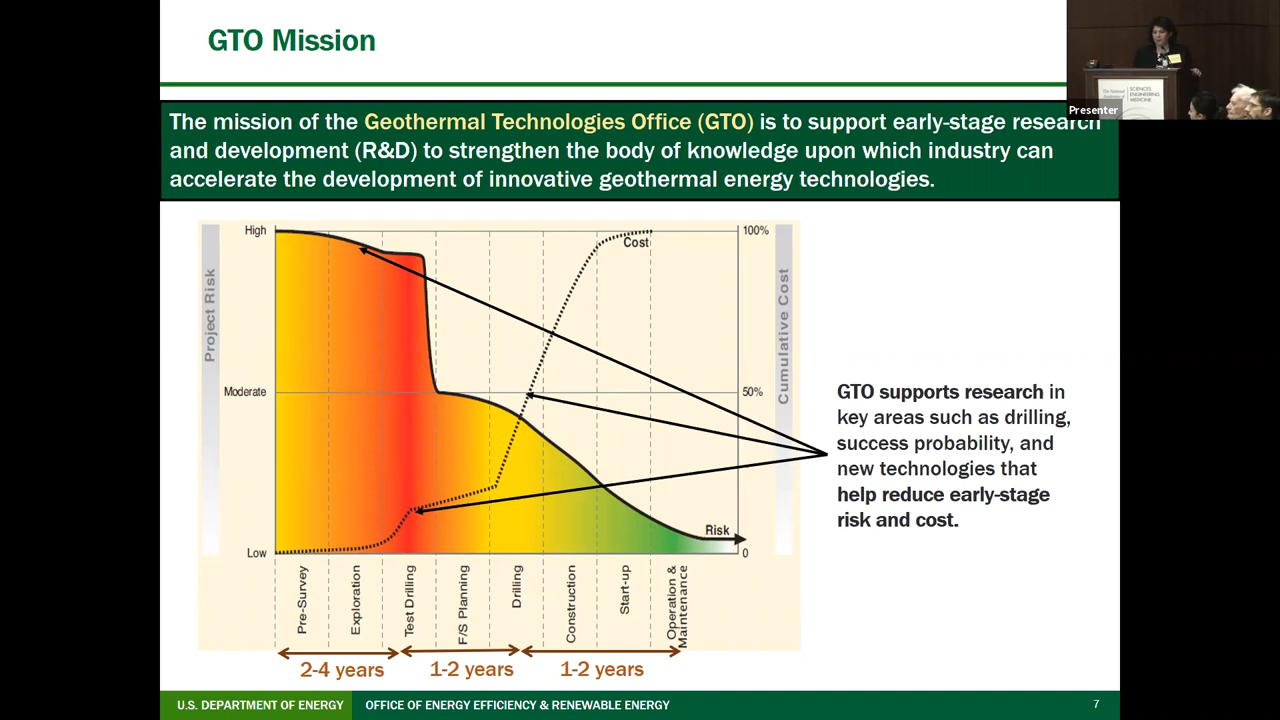 GTO Mission
Presenter
SCIENCES
ENGINEERING
MEDICINE
The mission of the Geothermal Technologies Office (GTO) is to support early-stage research
and development (R&D) to strengthen the body of knowledge upon which industry can
accelerate the development of innovative geothermal energy technologies.
High
Moderate
Low
Project Risk
Cost
Risk
100%
50%
0
Cumulative Cost
Pre-Survey
Exploration
Test Drilling
F/S Planning
Drilling
Construction
Start-up
Operation &
Maintenance
2-4 years
1-2 years
1-2 years
GTO supports research in
key areas such as drilling,
success probability, and
new technologies that
help reduce early-stage
risk and cost.
U.S. DEPARTMENT OF ENERGY
OFFICE OF ENERGY EFFICIENCY & RENEWABLE ENERGY
7